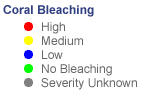 Coral Bleaching
High
Medium
Low
No Bleaching
Severity Unknown